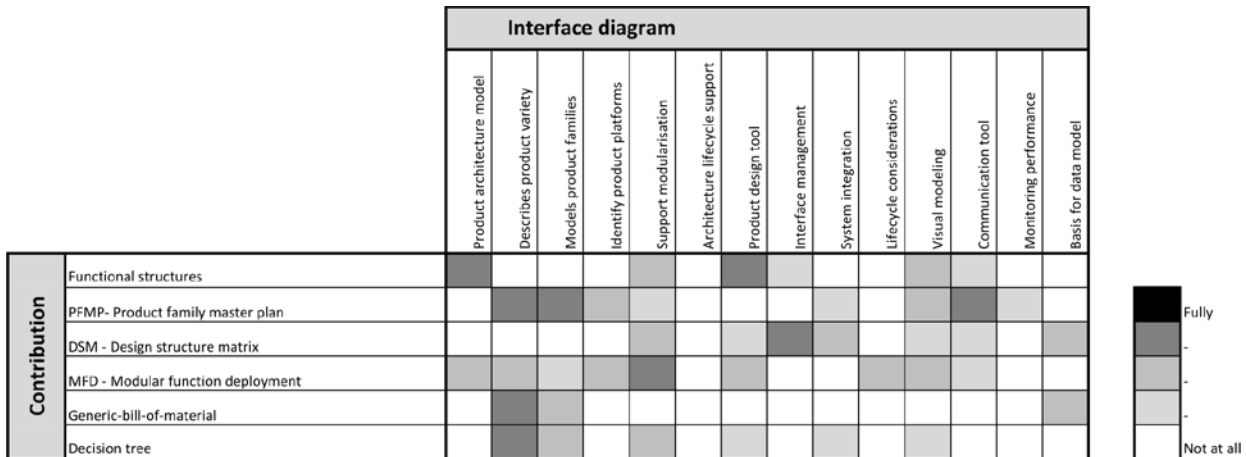 Interface diagram
Product architecture model
Describes product variety
Models product families
Identify product platforms
Support modularisation
Architecture lifecycle support
Product design tool
Interface management
System integration
Lifecycle considerations
Visual modeling
Communication tool
Monitoring performance
Basis for data model
Contribution
Functional structures
PFMP- Product family master plan
DSM - Design structure matrix
MFD - Modular function deployment
Generic-bill-of-material
Decision tree
Fully
-
-
-
Not at all